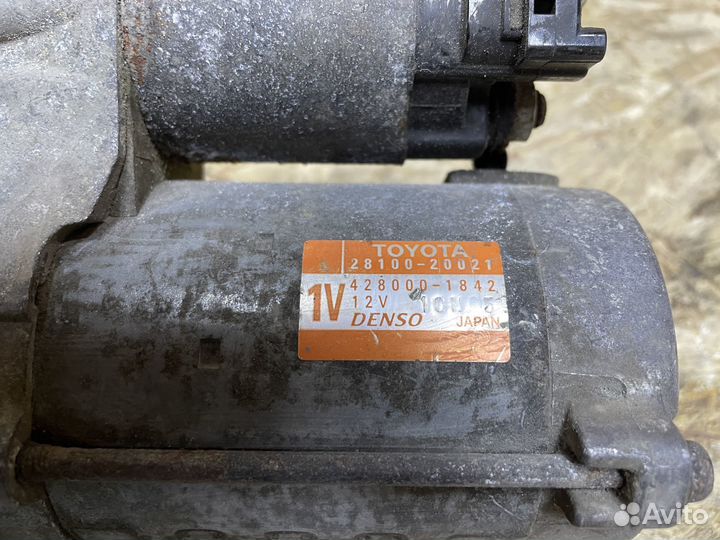 TOYOTA
28100-20021
1V 428000-1842
12V
DENSO JAPAN
Avito